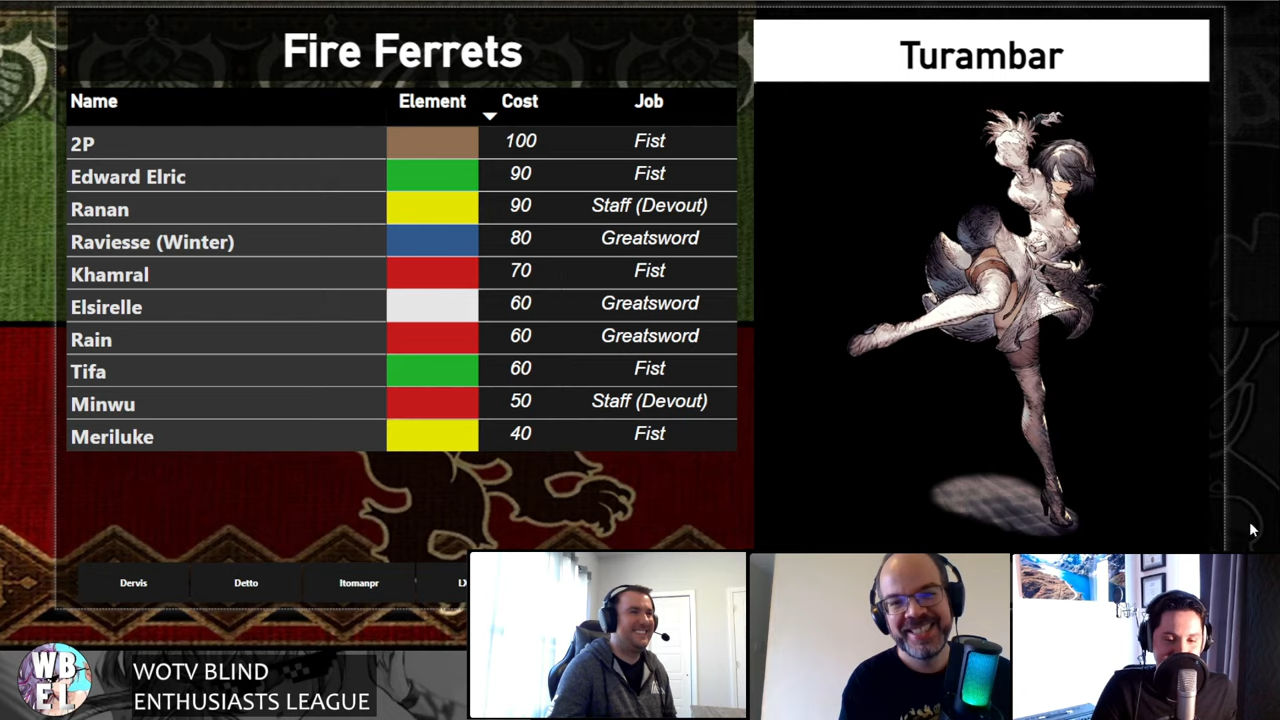 Fire Ferrets
Turambar
Name Element Cost Job
2P 100 Fist
Edward Elric 90 Fist
Ranan 90 Staff (Devout)
Raviesse (Winter) 80 Greatsword
Khamral 70 Fist
Elsirelle 60 Greatsword
Rain 60 Greatsword
Tifa 60 Fist
Minwu 50 Staff (Devout)
Meriluke 40 Fist
Dervis Detto Itomanpr
WB
EL
WOTV BLIND
ENTHUSIASTS LEAGUE